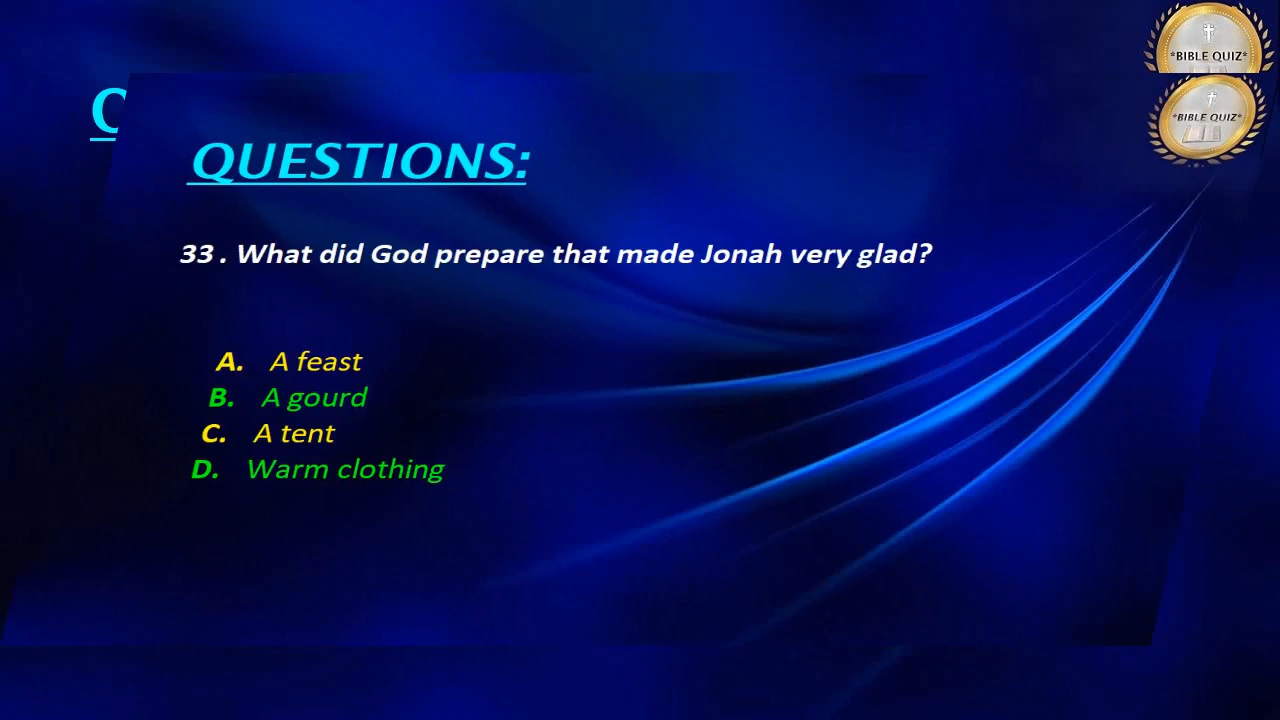 *BIBLE QUIZ*
*BIBLE QUIZ*
QUESTIONS:
33 . What did God prepare that made Jonah very glad?
A. A feast
B. A gourd
C. A tent
D. Warm clothing